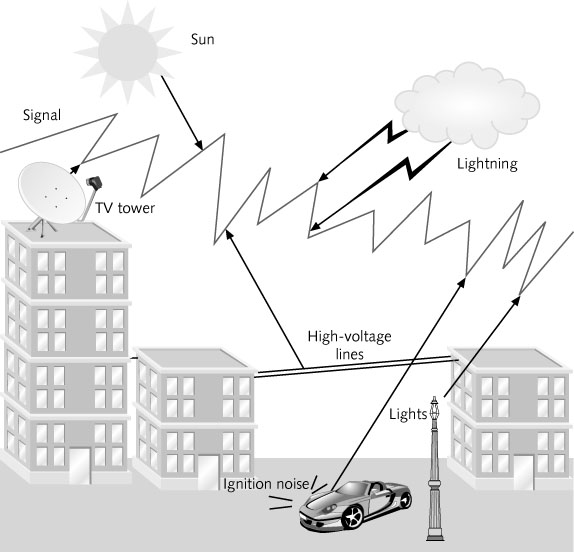 Sun
Signal
Lightning
TV tower
High-voltage
lines
Lights
Ignition noise